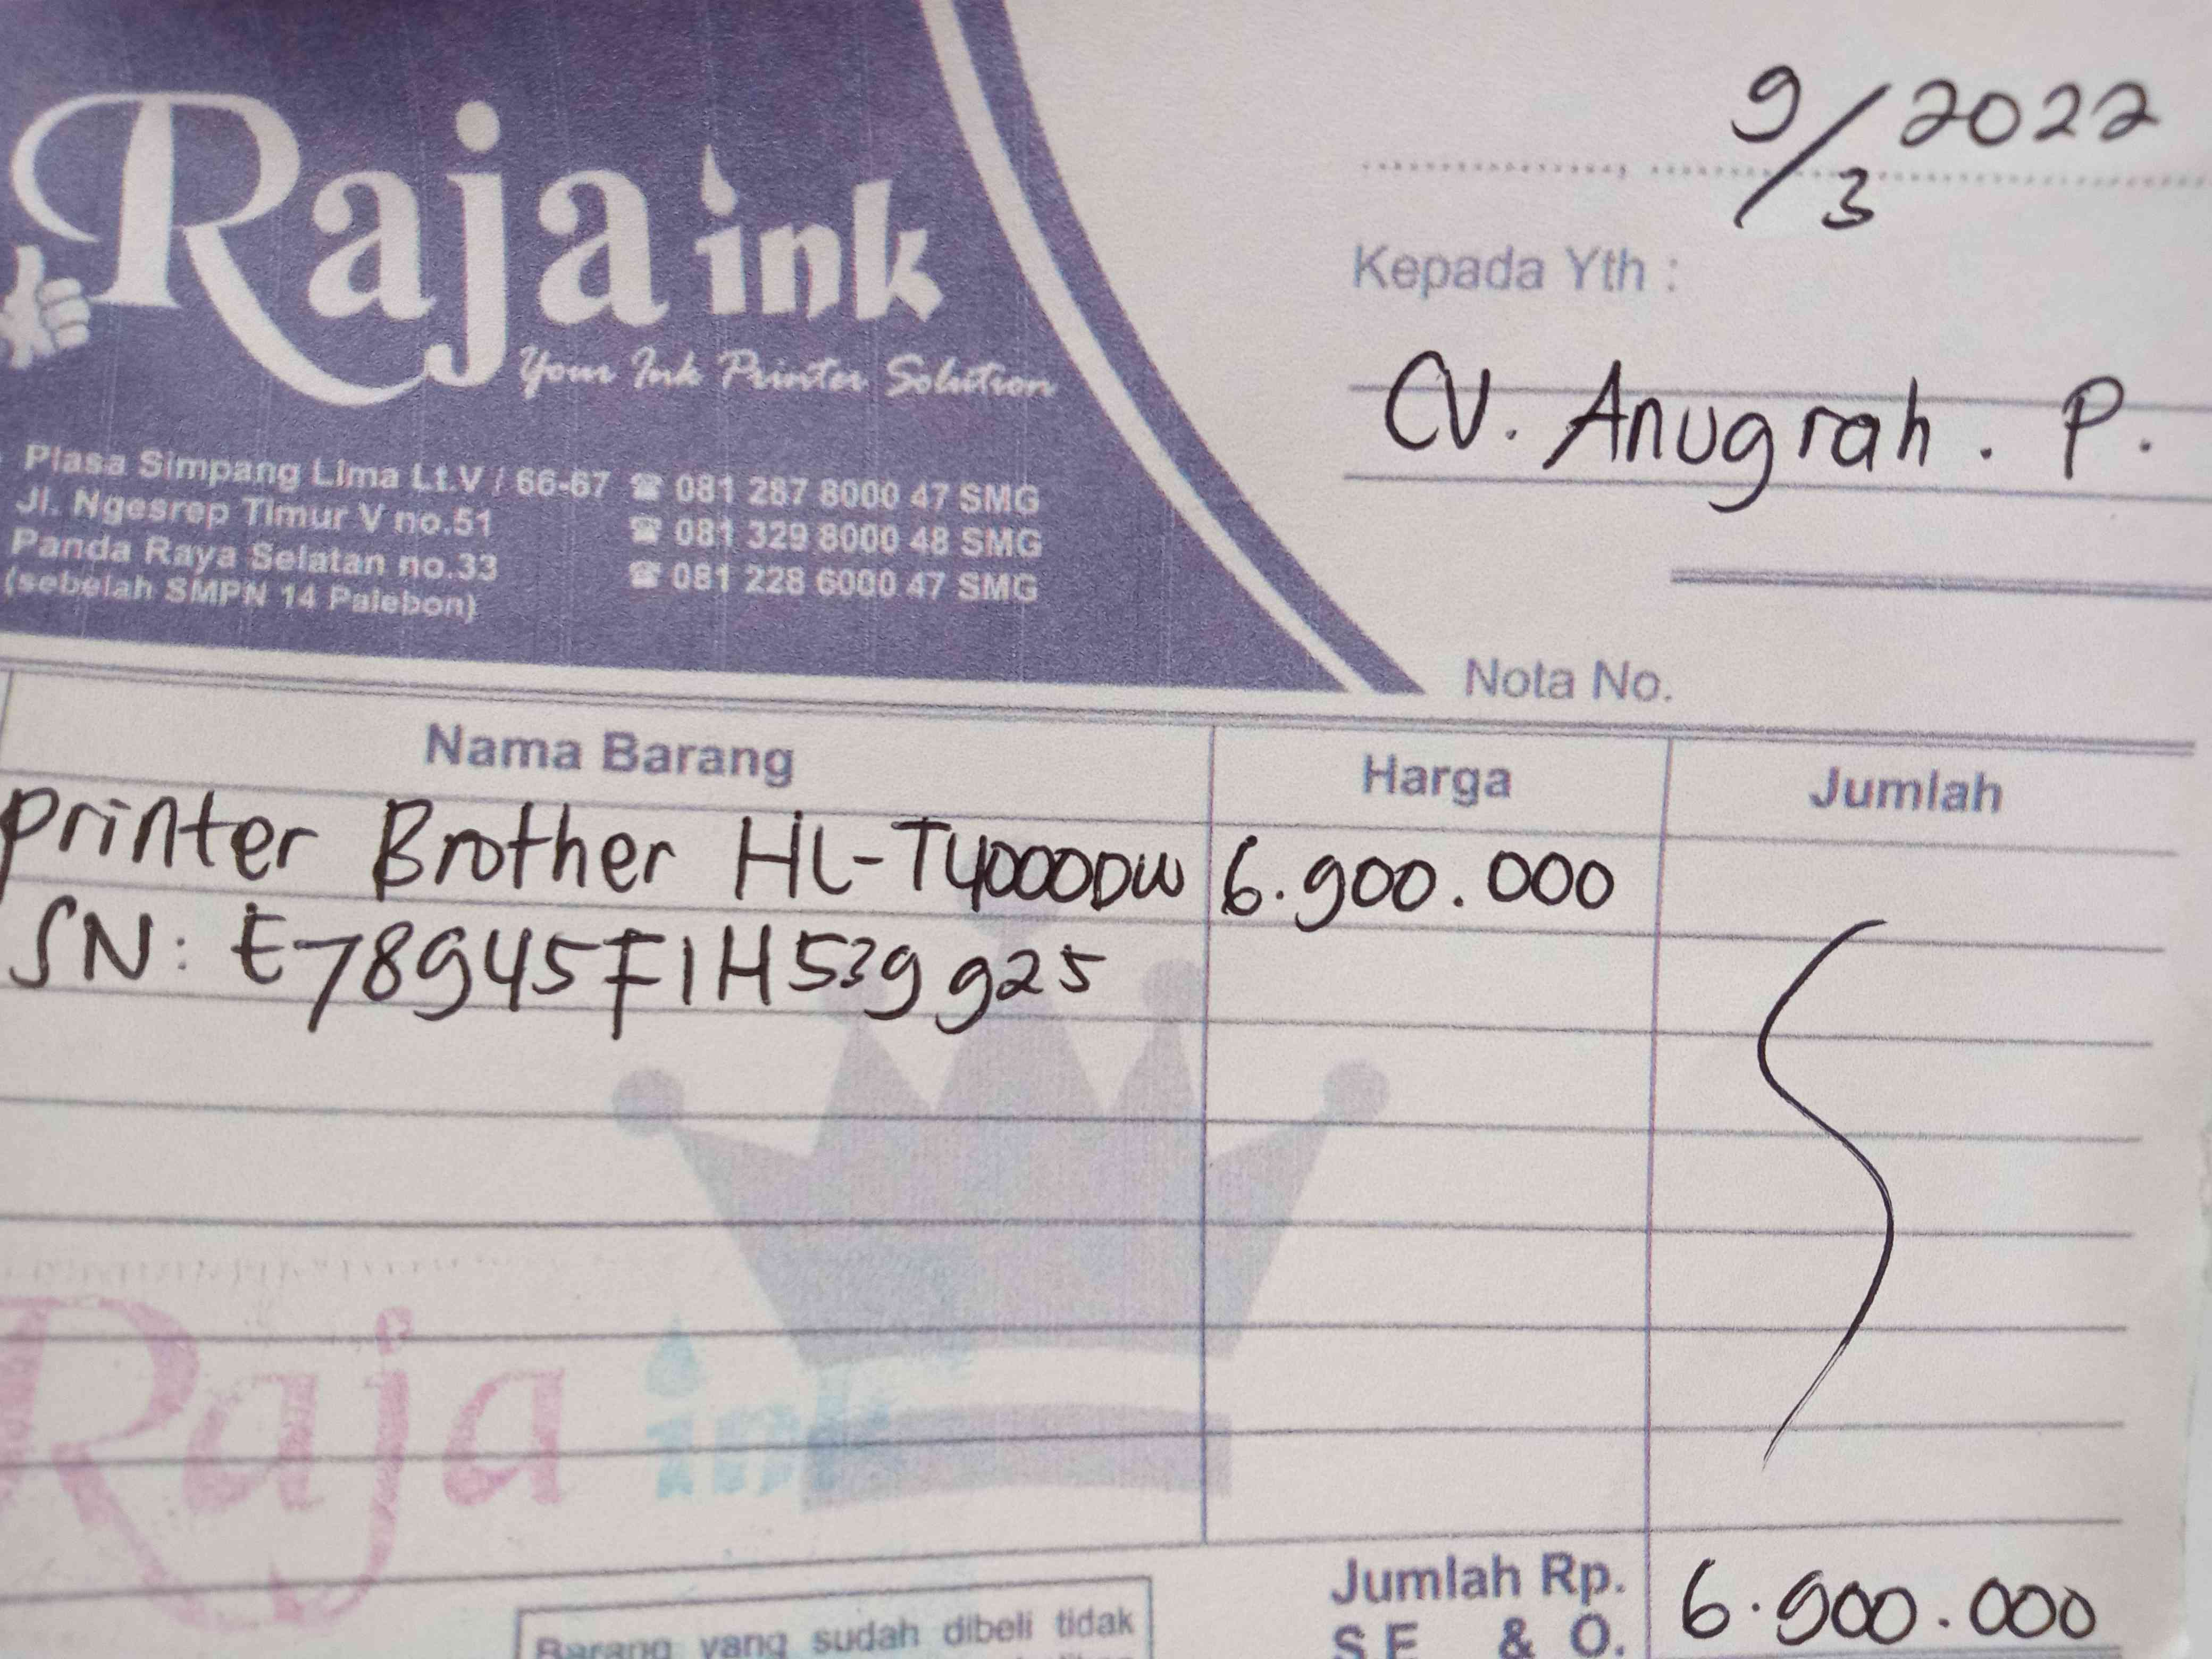 Raja ink
Your Ink Printer Solution
Plasa Simpang Lima Lt.V / 66-67 ☎ 081 287 8000 47 SMG
Jl. Ngesrep Timur V no.51 ☎ 081 329 8000 48 SMG
Panda Raya Selatan no.33 ☎ 081 228 6000 47 SMG
(sebelah SMPN 14 Palebon)
9/3 2022
Kepada Yth :
CV. Anugrah. P.
Nota No.
Nama Barang Harga Jumlah
Printer Brother HL-T4000DW 6.900.000
SN: E78945F1H539925
Raja ink
Jumlah Rp. 6.900.000
S E & O.
Barang yang sudah dibeli tidak